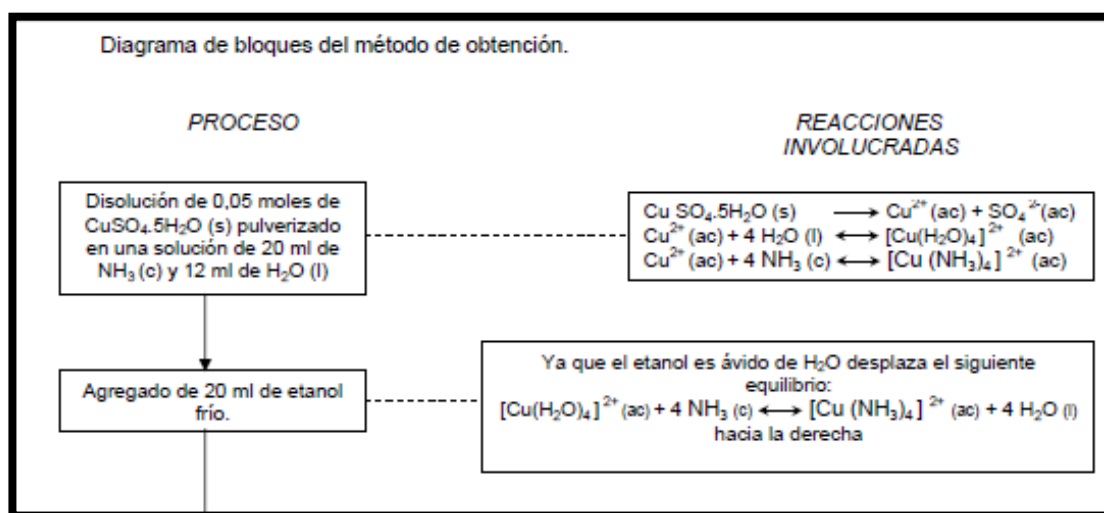 Diagrama de bloques del método de obtención.
PROCESO
REACCIONES
INVOLUCRADAS
Disolución de 0,05 moles de
CuSO₄.5H₂O (s) pulverizado
en una solución de 20 ml de
NH₃ (c) y 12 ml de H₂O (l)
Cu SO₄.5H₂O (s) ⟶ Cu²⁺ (ac) + SO₄²⁻(ac)
Cu²⁺ (ac) + 4 H₂O (l) ⟷ [Cu(H₂O)₄]²⁺ (ac)
Cu²⁺ (ac) + 4 NH₃ (c) ⟷ [Cu (NH₃)₄]²⁺ (ac)
Agregado de 20 ml de etanol
frío.
Ya que el etanol es ávido de H₂O desplaza el siguiente
equilibrio:
[Cu(H₂O)₄]²⁺ (ac) + 4 NH₃ (c) ⟷ [Cu (NH₃)₄]²⁺ (ac) + 4 H₂O (l)
hacia la derecha